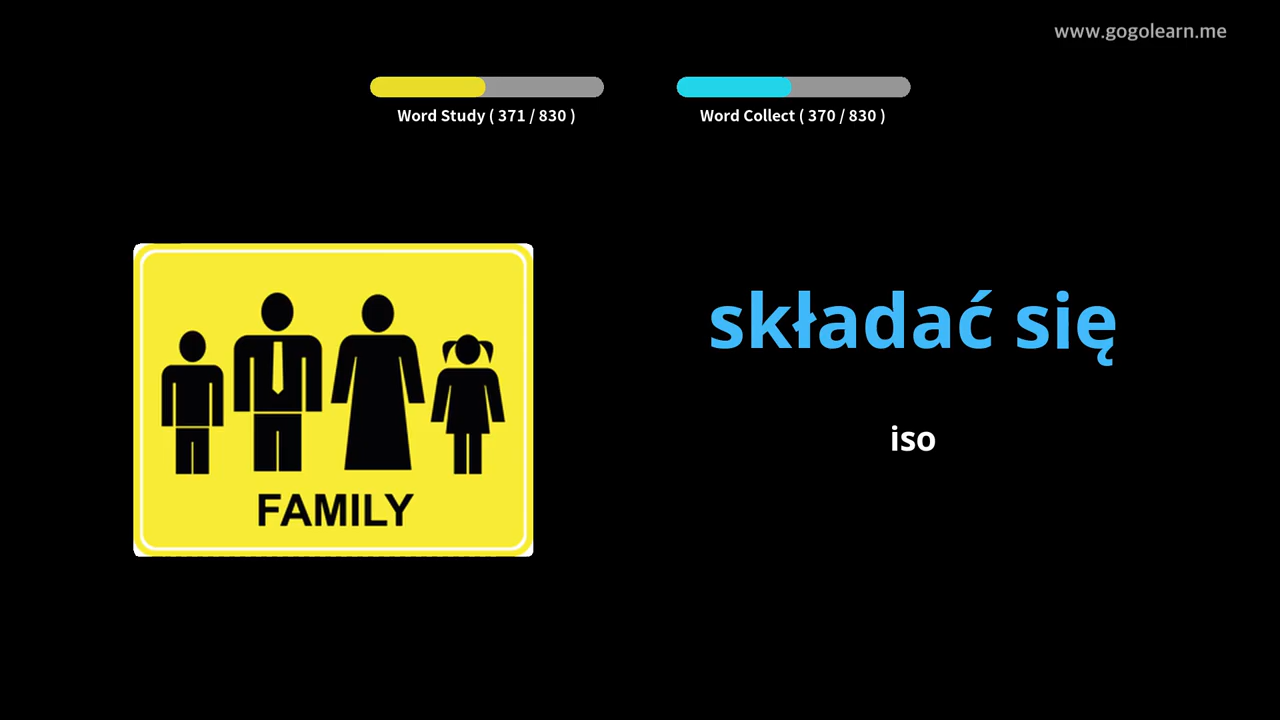 www.gogolearn.me
Word Study ( 371 / 830 )
Word Collect ( 370 / 830 )
FAMILY
składać się
iso